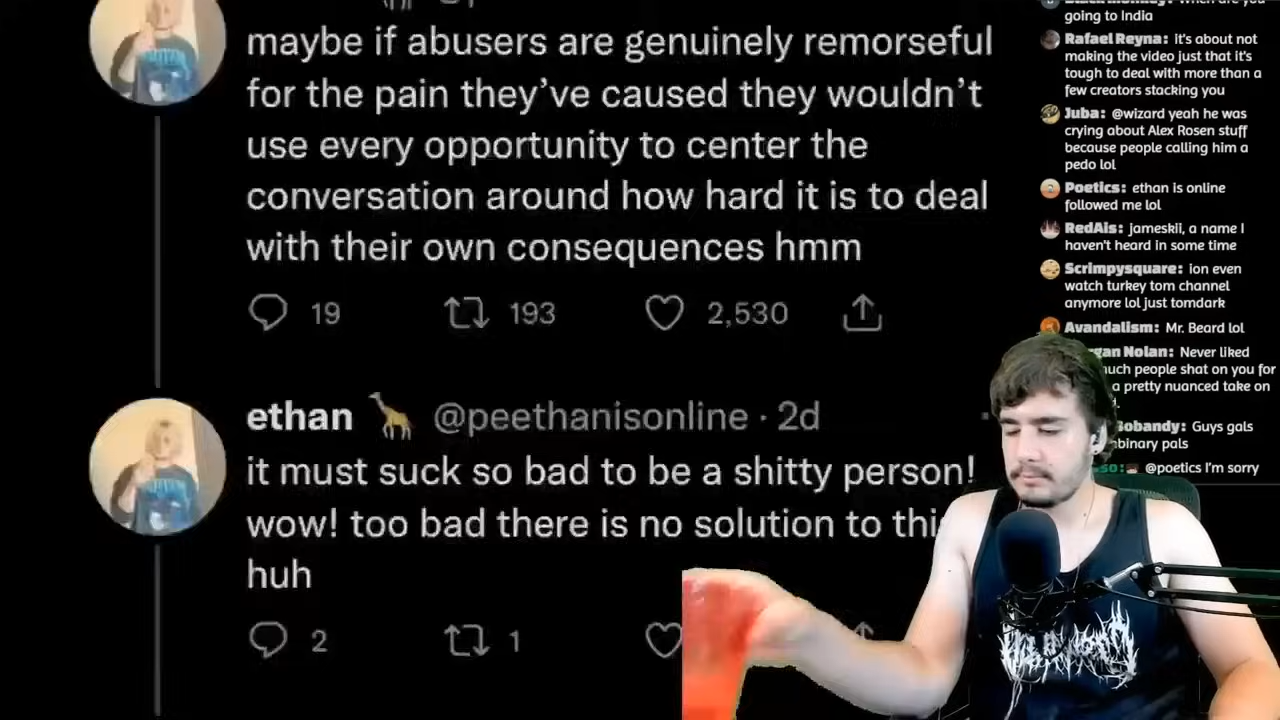 maybe if abusers are genuinely remorseful
for the pain they've caused they wouldn't
use every opportunity to center the
conversation around how hard it is to deal
with their own consequences hmm
19 193 2,530
ethan @peethanisonline · 2d
it must suck so bad to be a shitty person!
wow! too bad there is no solution to this
huh
2 1
going to India
Rafael Reyna: it's about not
making the video just that it's
tough to deal with more than a
few creators stacking you
Juba: @wizard yeah he was
crying about Alex Rosen stuff
because people calling him a
pedo lol
Poetics: ethan is online
followed me lol
RedAis: jameskii, a name I
haven't heard in some time
Scrimpysquare: ion even
watch turkey tom channel
anymore lol just tomdark
Avandalism: Mr. Beard lol
Nolan: Never liked
much people shat on you for
a pretty nuanced take on
Guys gals
pals
@poetics I'm sorry